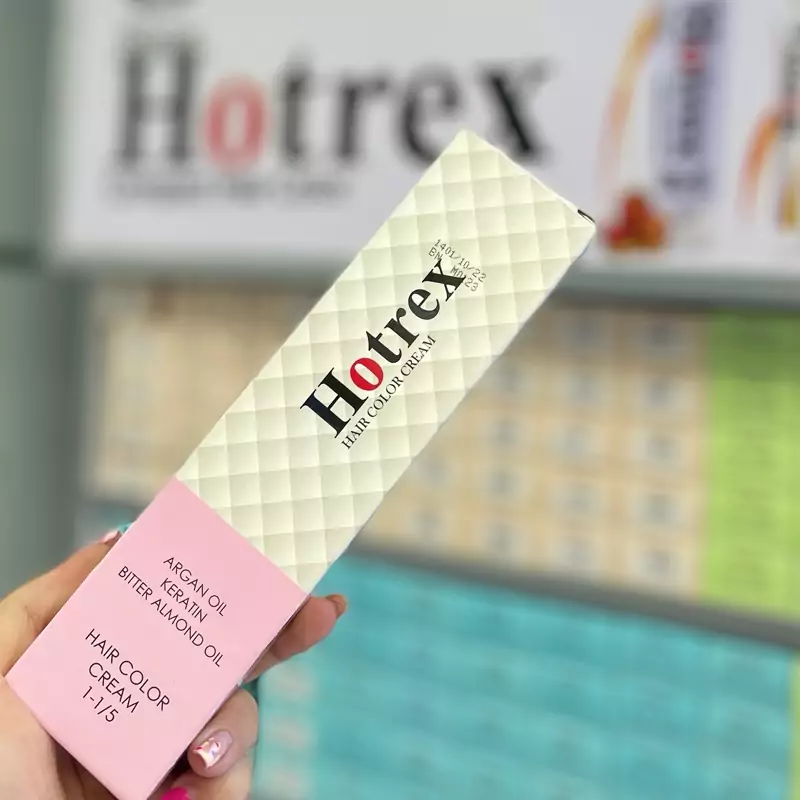 Hotrex
1401/10/22
Hotrex
HAIR COLOR CREAM
ARGAN OIL
KERATIN
BITTER ALMOND OIL
HAIR COLOR
CREAM
1-1/5